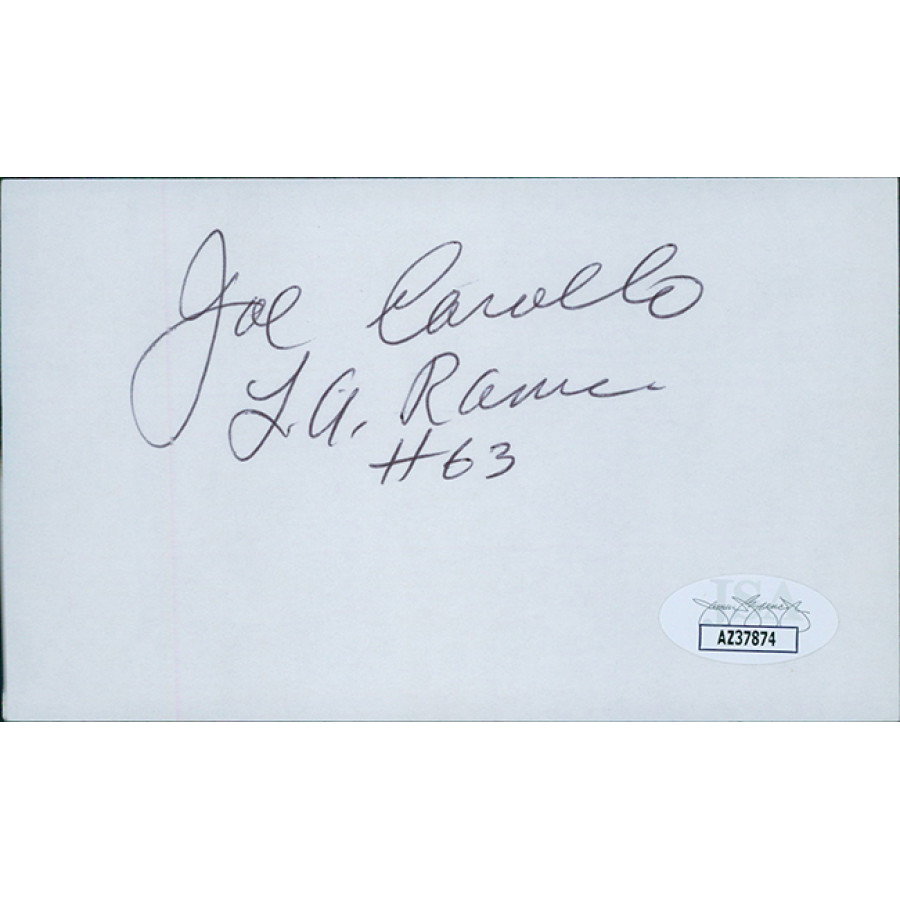 Joe Carollo
L.A. Rams
#63
JSA
AZ37874